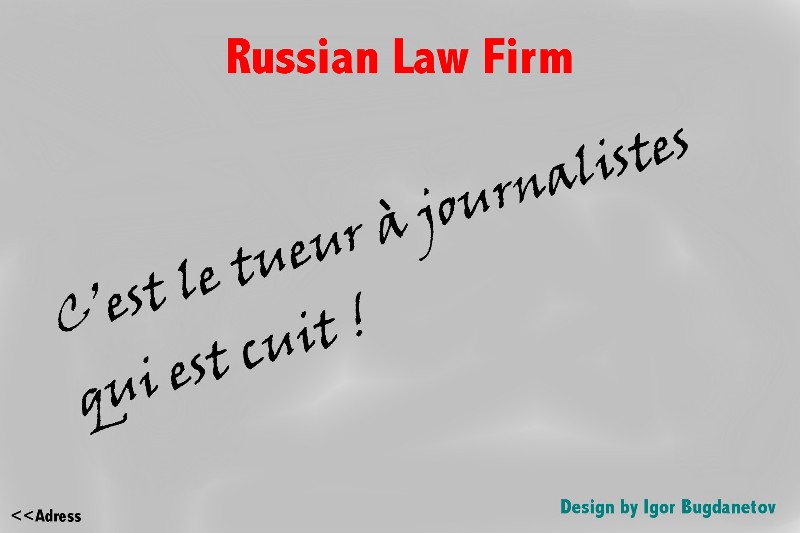 Russian Law Firm
C'est le tueur à journalistes
qui est cuit !
<<Adress
Design by Igor Bugdanetov